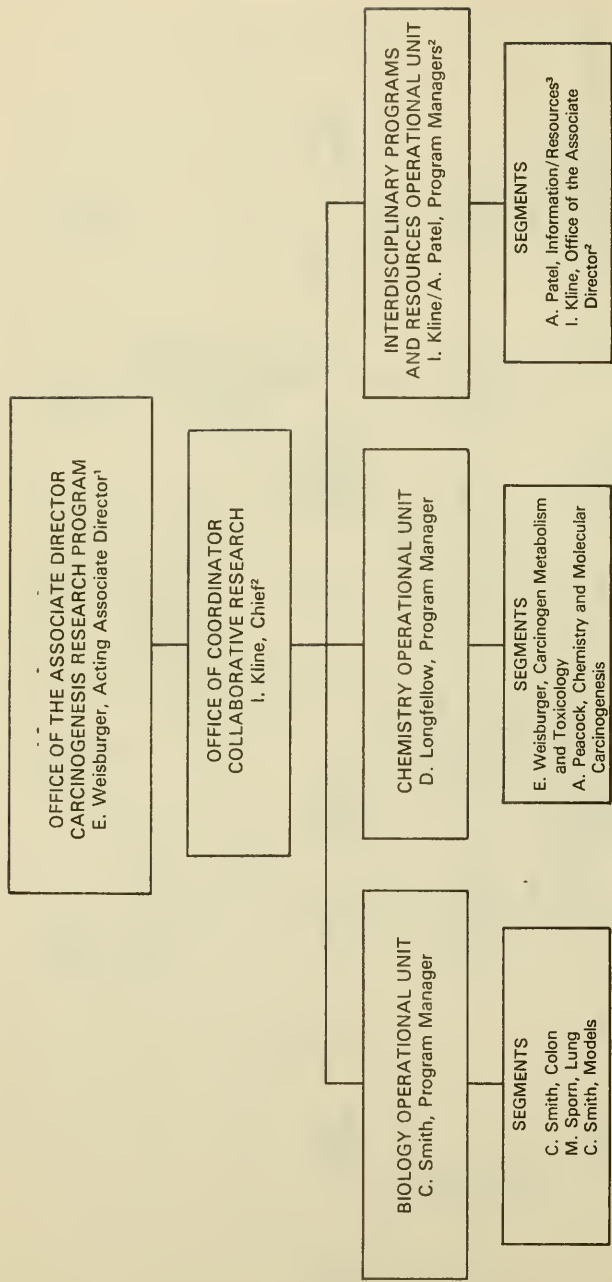 OFFICE OF THE ASSOCIATE DIRECTOR
CARCINOGENESIS RESEARCH PROGRAM
E. Weisburger, Acting Associate Director¹
OFFICE OF COORDINATOR
COLLABORATIVE RESEARCH
I. Kline, Chief²
BIOLOGY OPERATIONAL UNIT
C. Smith, Program Manager
CHEMISTRY OPERATIONAL UNIT
D. Longfellow, Program Manager
INTERDISCIPLINARY PROGRAMS
AND RESOURCES OPERATIONAL UNIT
I. Kline/A. Patel, Program Managers²
SEGMENTS
C. Smith, Colon
M. Sporn, Lung
C. Smith, Models
SEGMENTS
E. Weisburger, Carcinogen Metabolism
and Toxicology
A. Peacock, Chemistry and Molecular
Carcinogenesis
SEGMENTS
A. Patel, Information/Resources³
I. Kline, Office of the Associate
Director²